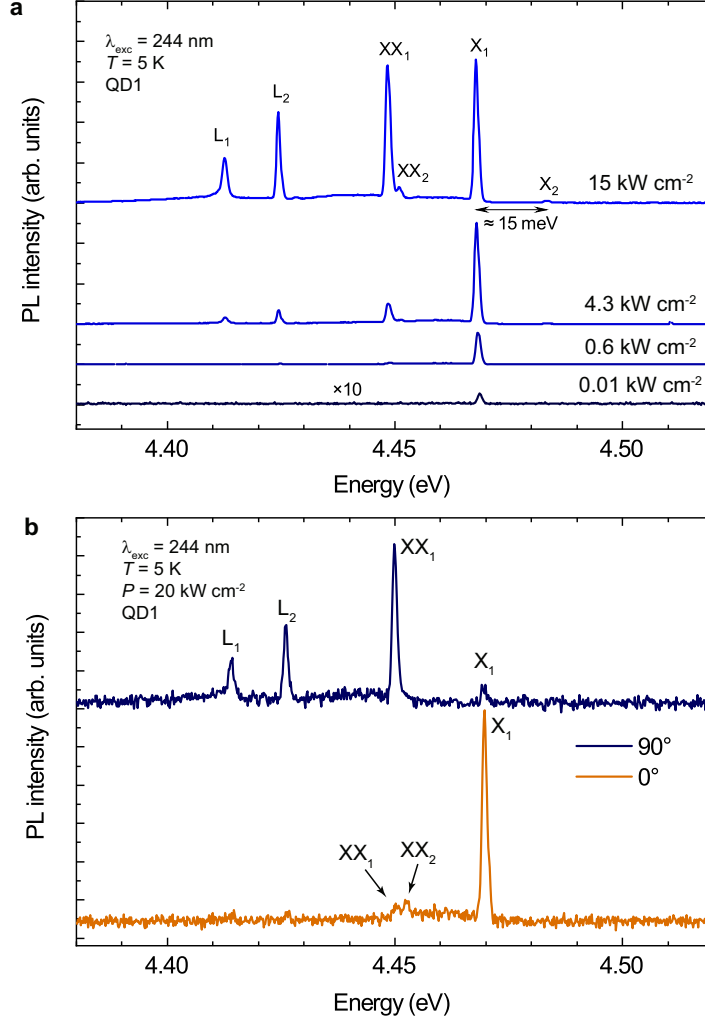 a
λexc = 244 nm
T = 5 K
QD1
L1
L2
XX1
XX2
X1
X2
≈ 15 meV
15 kW cm-2
4.3 kW cm-2
0.6 kW cm-2
×10
0.01 kW cm-2
PL intensity (arb. units)
4.40
4.45
4.50
Energy (eV)
b
λexc = 244 nm
T = 5 K
P = 20 kW cm-2
QD1
L1
L2
XX1
X1
X1
90°
0°
XX1
XX2
PL intensity (arb. units)
4.40
4.45
4.50
Energy (eV)